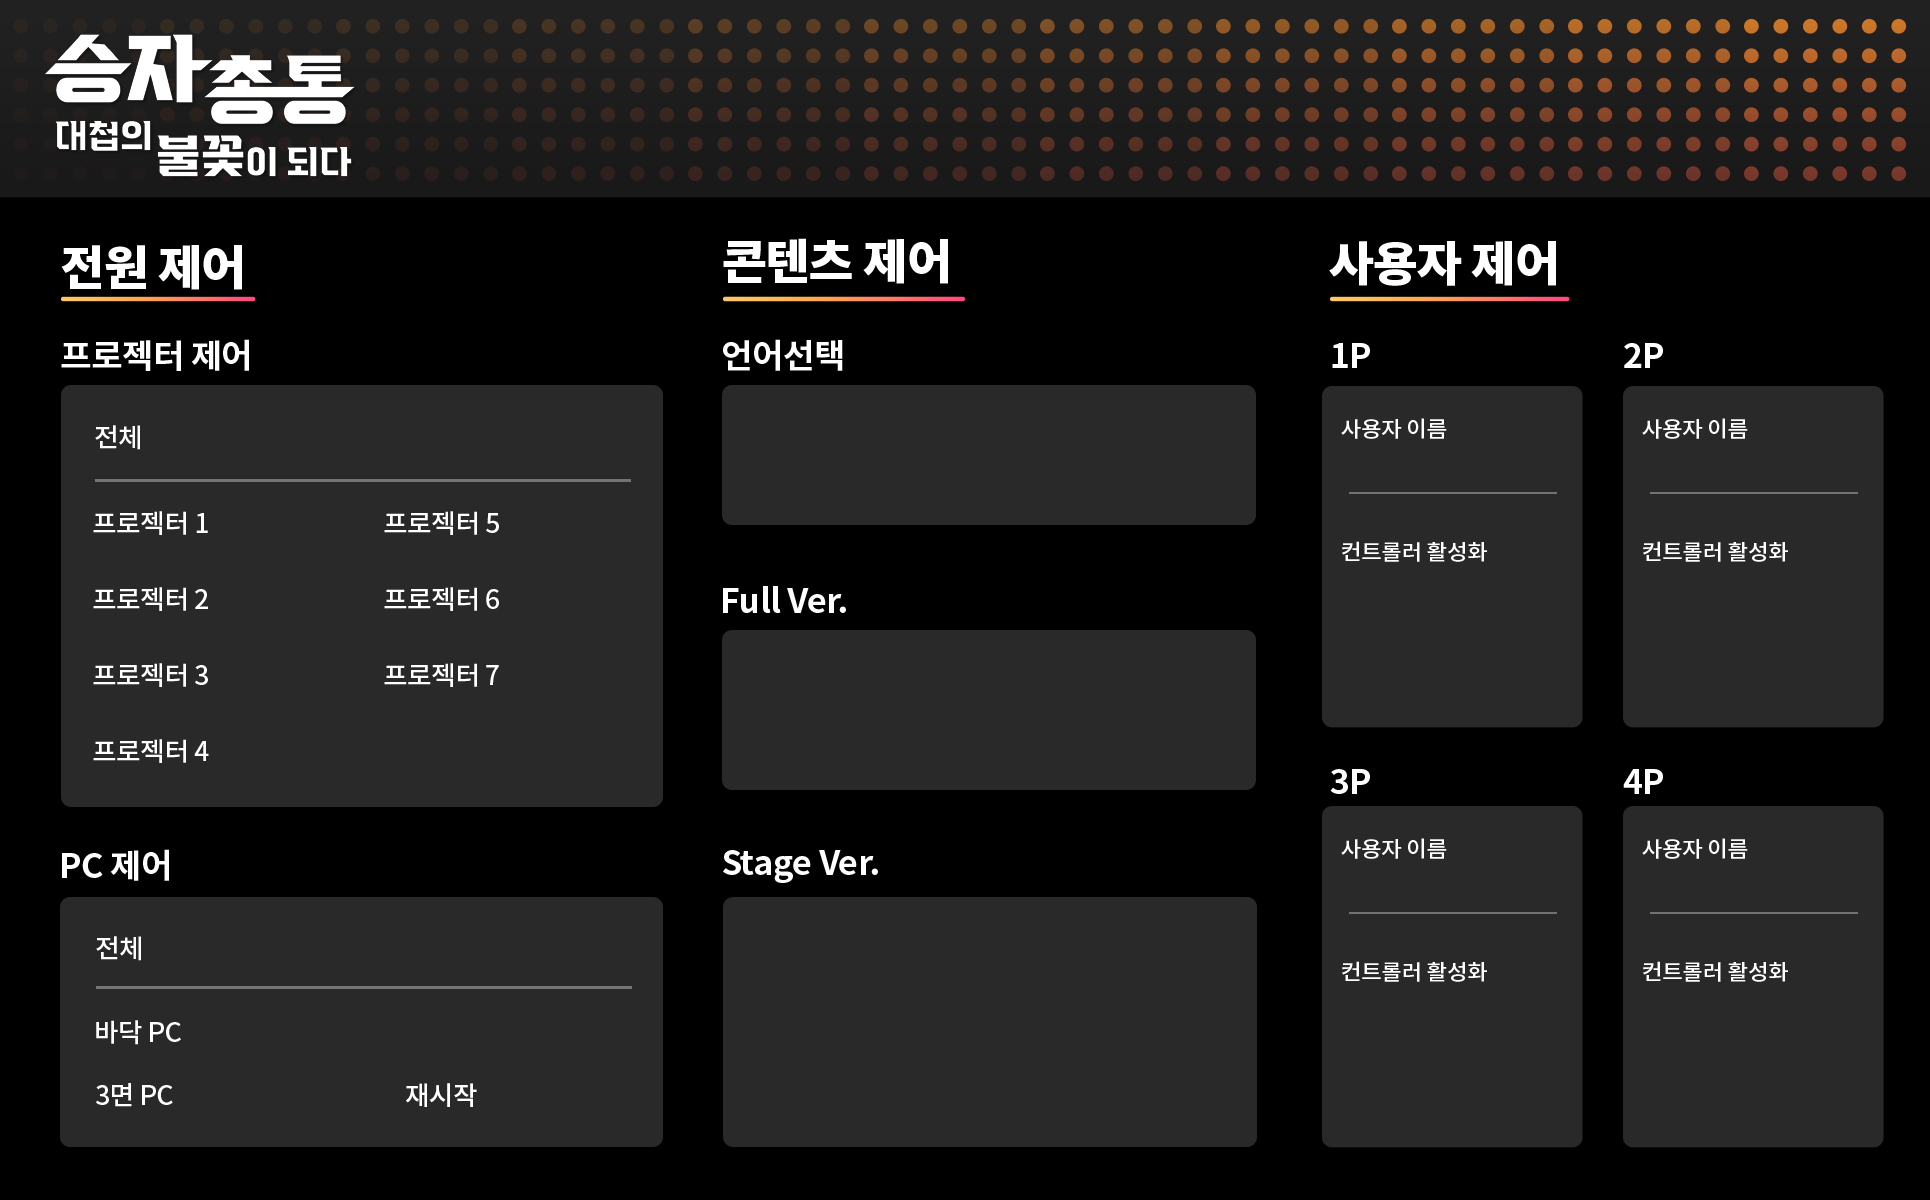 승자총통
대첩의 불꽃이 되다
전원 제어
프로젝터 제어
전체
프로젝터 1
프로젝터 5
프로젝터 2
프로젝터 6
프로젝터 3
프로젝터 7
프로젝터 4
PC 제어
전체
바닥 PC
3면 PC
재시작
콘텐츠 제어
언어선택
Full Ver.
Stage Ver.
사용자 제어
1P
사용자 이름
컨트롤러 활성화
2P
사용자 이름
컨트롤러 활성화
3P
사용자 이름
컨트롤러 활성화
4P
사용자 이름
컨트롤러 활성화